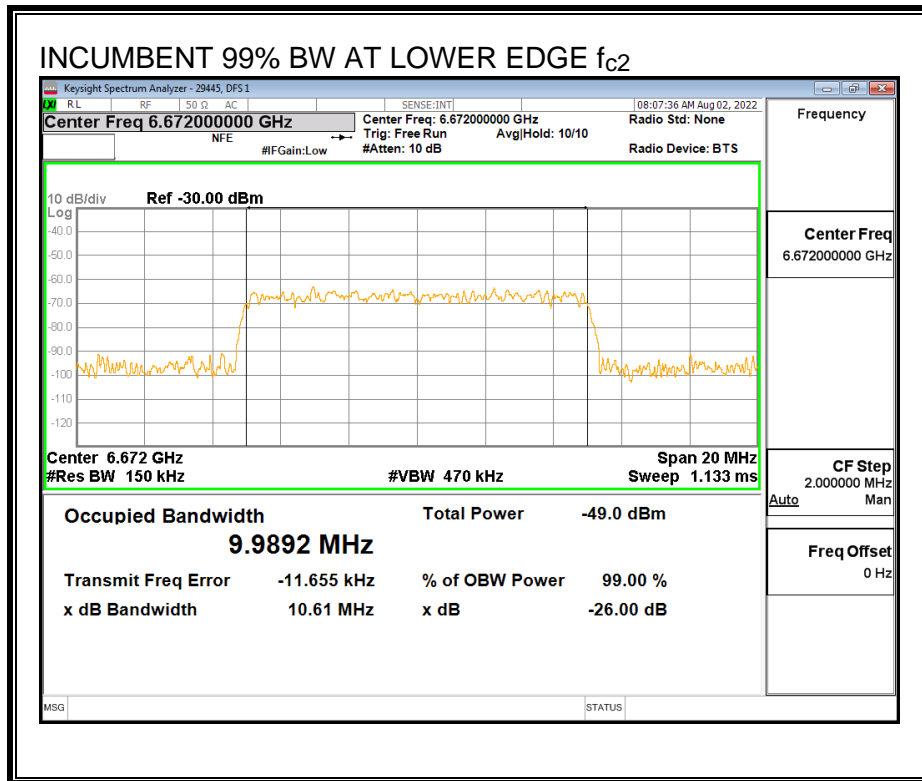 INCUMBENT 99% BW AT LOWER EDGE fc2
Keysight Spectrum Analyzer - 29445, DFS 1
LXI RL RF 50 Ω AC SENSE:INT 08:07:36 AM Aug 02, 2022
Center Freq 6.672000000 GHz
NFE
#IFGain:Low
Center Freq: 6.672000000 GHz
Trig: Free Run Avg|Hold: 10/10
#Atten: 10 dB
Radio Std: None
Radio Device: BTS
10 dB/div Ref -30.00 dBm
Log
-40.0
-50.0
-60.0
-70.0
-80.0
-90.0
-100
-110
-120
Center 6.672 GHz Span 20 MHz
#Res BW 150 kHz #VBW 470 kHz Sweep 1.133 ms
Occupied Bandwidth Total Power -49.0 dBm
9.9892 MHz
Transmit Freq Error -11.655 kHz % of OBW Power 99.00 %
x dB Bandwidth 10.61 MHz x dB -26.00 dB
Frequency
Center Freq
6.672000000 GHz
CF Step
2.000000 MHz
Auto Man
Freq Offset
0 Hz
MSG STATUS